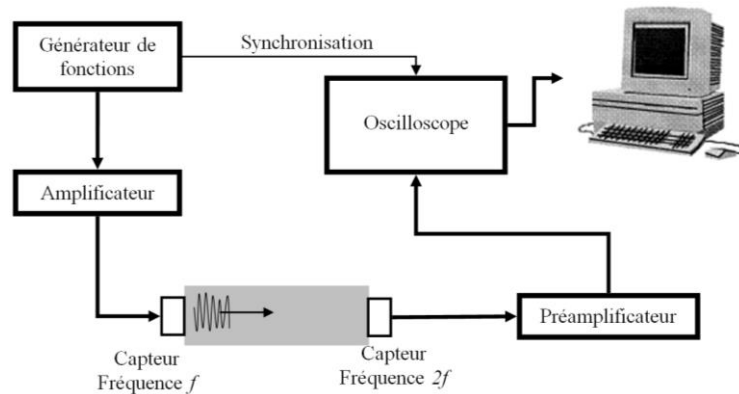 Générateur de
fonctions
Synchronisation
Oscilloscope
Amplificateur
Capteur
Fréquence f
Capteur
Fréquence 2f
Préamplificateur